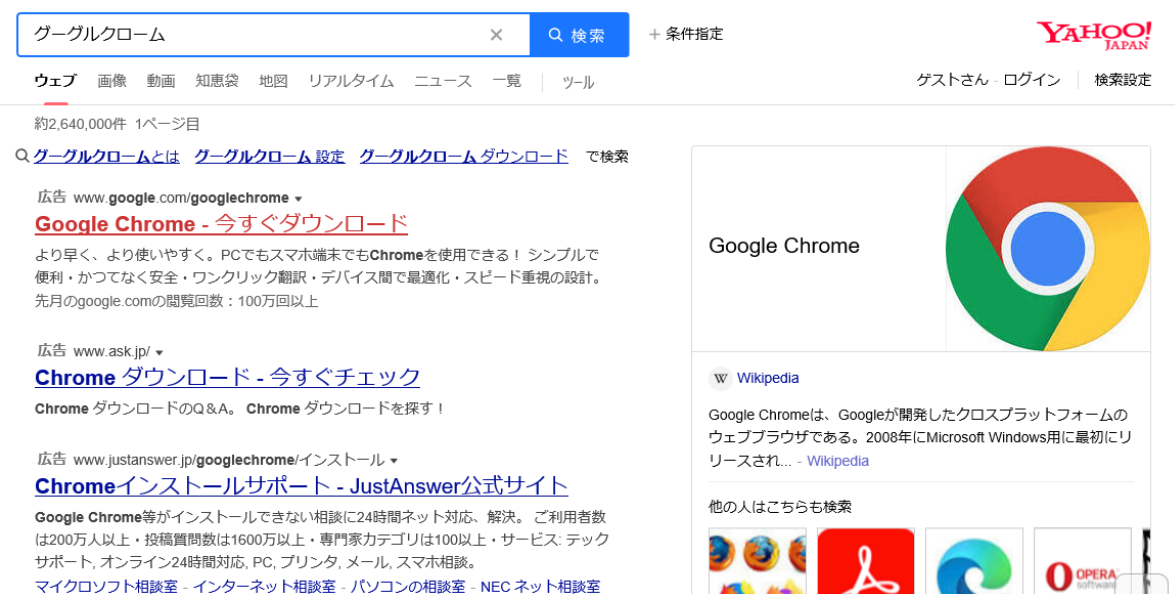 グーグルクローム
検索
条件指定
YAHOO!
JAPAN
ウェブ 画像 動画 知恵袋 地図 リアルタイム ニュース 一覧 ツール
ゲストさん - ログイン 検索設定
約2,640,000件 1ページ目
グーグルクロームとは グーグルクローム 設定 グーグルクローム ダウンロード で検索
広告 www.google.com/googlechrome
Google Chrome - 今すぐダウンロード
より早く、より使いやすく。PCでもスマホ端末でもChromeを使用できる！ シンプルで
便利・かつてなく安全・ワンクリック翻訳・デバイス間で最適化・スピード重視の設計。
先月のgoogle.comの閲覧回数：100万回以上
広告 www.ask.jp/
Chrome ダウンロード - 今すぐチェック
Chrome ダウンロードのQ＆A。 Chrome ダウンロードを探す！
広告 www.justanswer.jp/googlechrome/インストール
Chromeインストールサポート - JustAnswer公式サイト
Google Chrome等がインストールできない相談に24時間ネット対応、解決。 ご利用者数
は200万人以上・投稿質問数は1600万以上・専門家カテゴリは100以上・サービス: テック
サポート, オンライン24時間対応, PC, プリンタ, メール, スマホ相談。
マイクロソフト相談室 - インターネット相談室 - パソコンの相談室 - NEC ネット相談室
Google Chrome
W Wikipedia
Google Chromeは、Googleが開発したクロスプラットフォームの
ウェブブラウザである。2008年にMicrosoft Windows用に最初にリ
リースされ... - Wikipedia
他の人はこちらも検索
OPERA
software